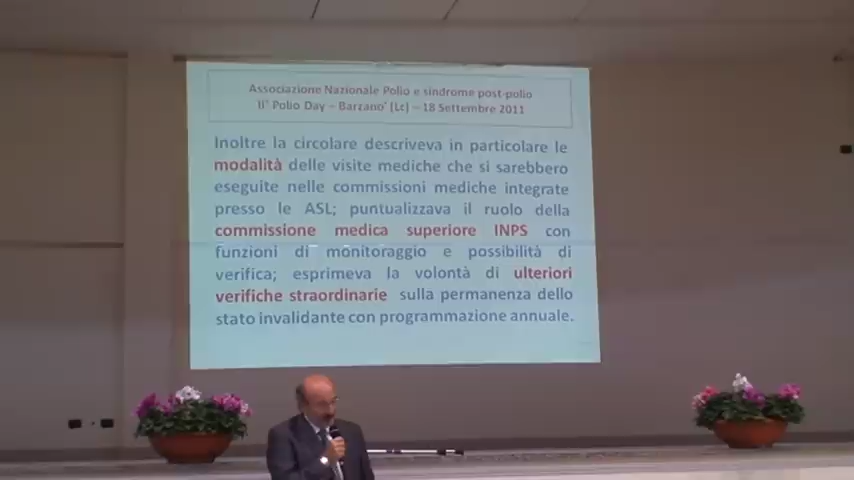 Associazione Nazionale Polio e sindrome post-polio
II° Polio Day – Barzano' (Lc) – 18 Settembre 2011
Inoltre la circolare descriveva in particolare le
modalità delle visite mediche che si sarebbero
eseguite nelle commissioni mediche integrate
presso le ASL; puntualizzava il ruolo della
commissione medica superiore INPS con
funzioni di monitoraggio e possibilità di
verifica; esprimeva la volontà di ulteriori
verifiche straordinarie sulla permanenza dello
stato invalidante con programmazione annuale.